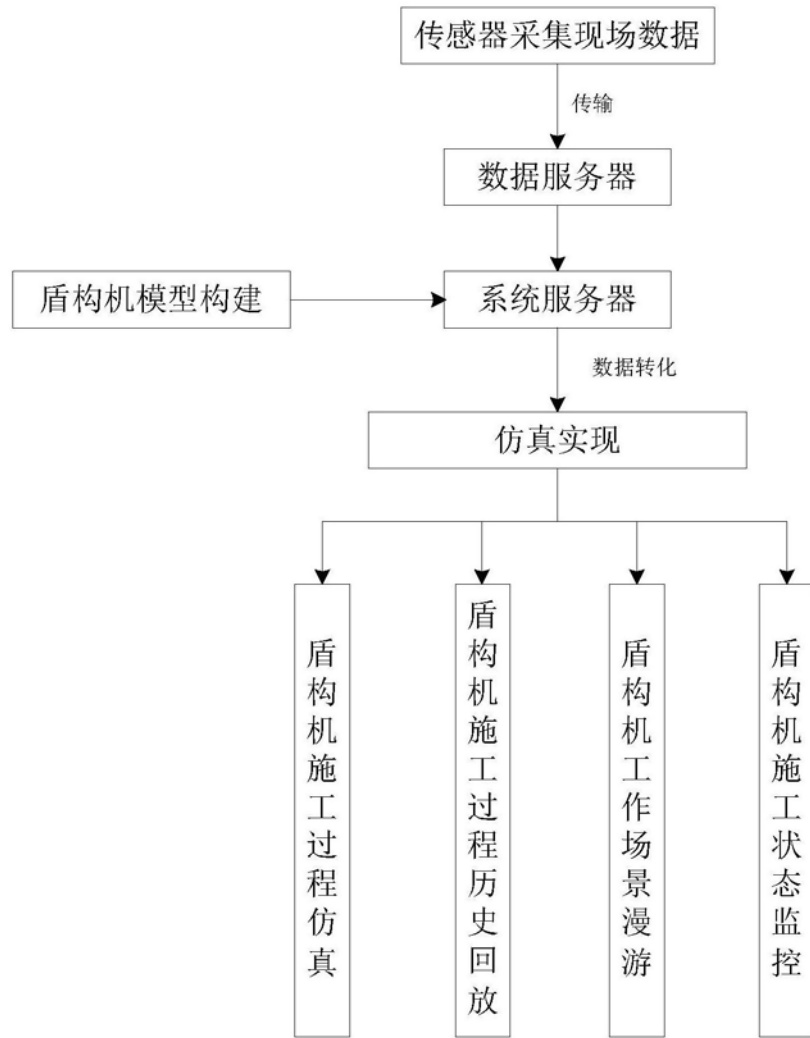 传感器采集现场数据
传输
数据服务器
盾构机模型构建
系统服务器
数据转化
仿真实现
盾构机施工过程仿真
盾构机施工过程历史回放
盾构机工作场景漫游
盾构机施工状态监控